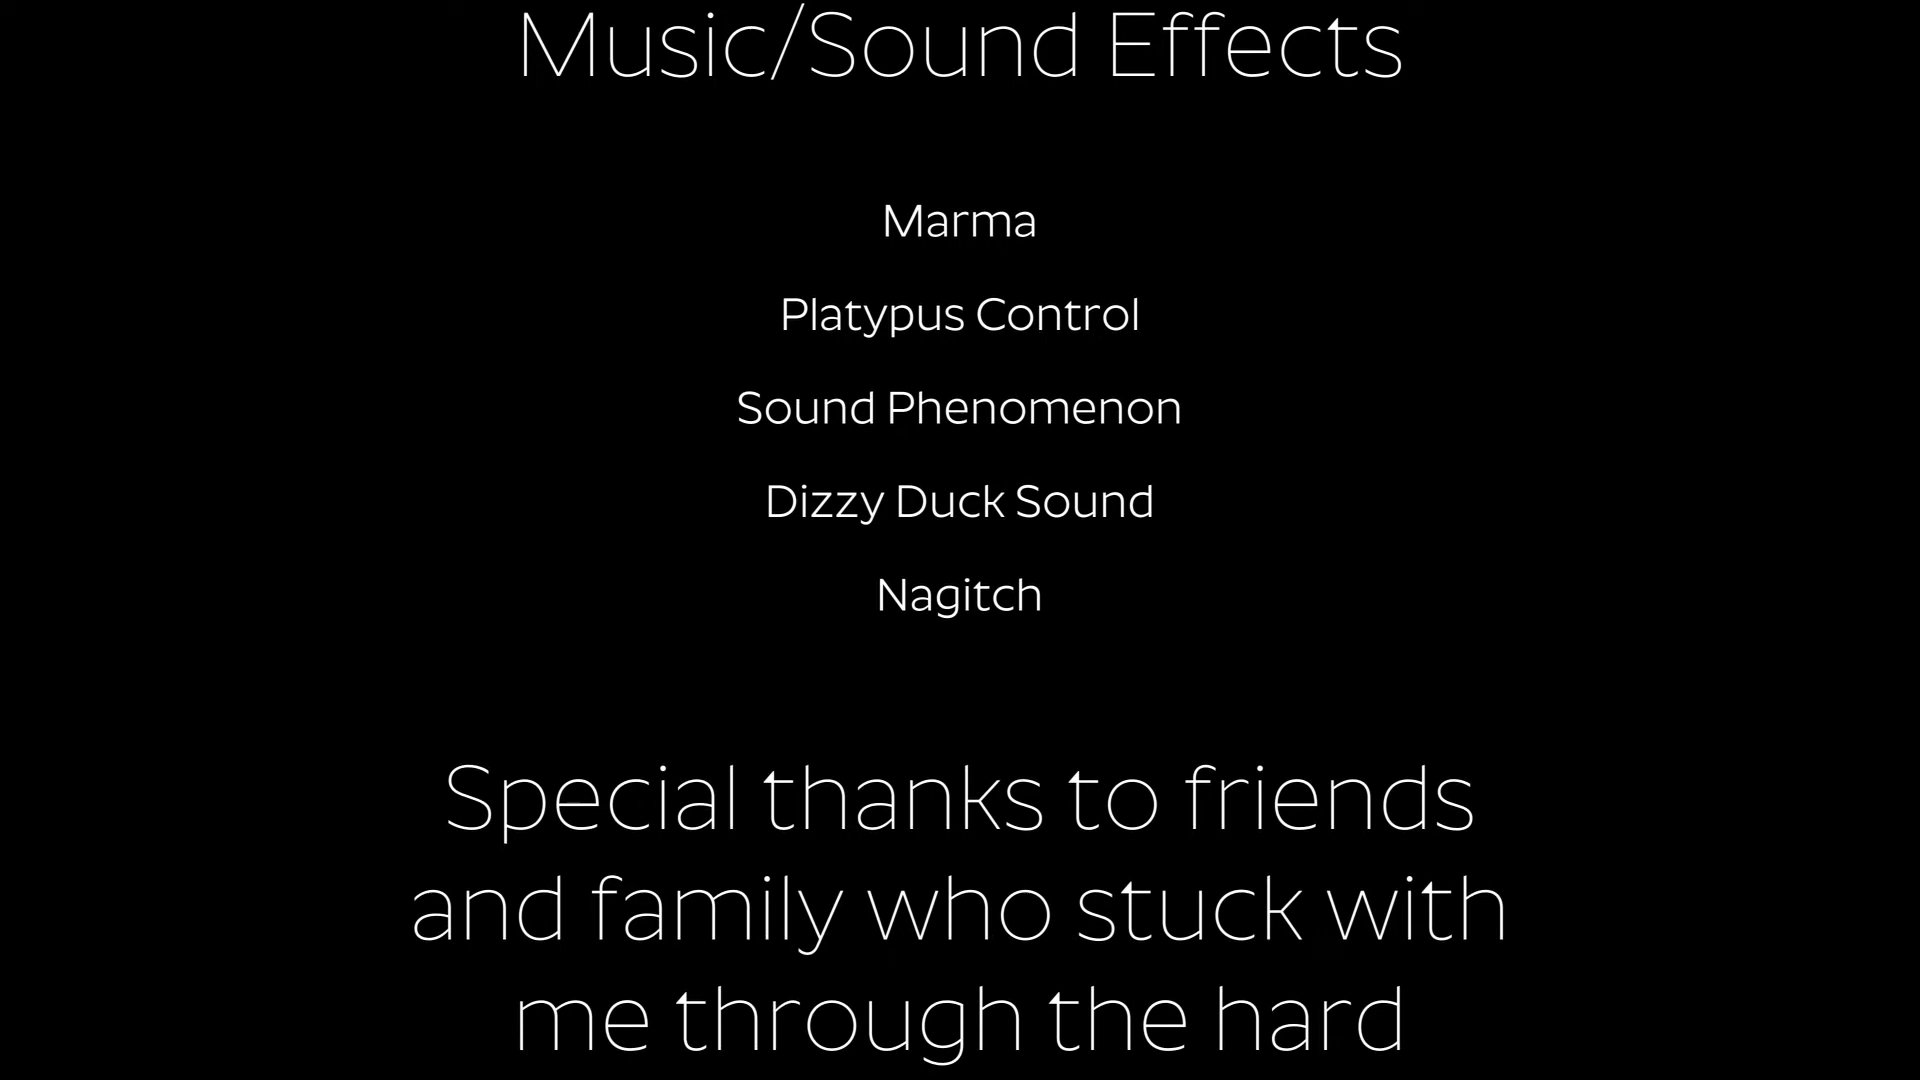 Music/Sound Effects
Marma
Platypus Control
Sound Phenomenon
Dizzy Duck Sound
Nagitch
Special thanks to friends
and family who stuck with
me through the hard